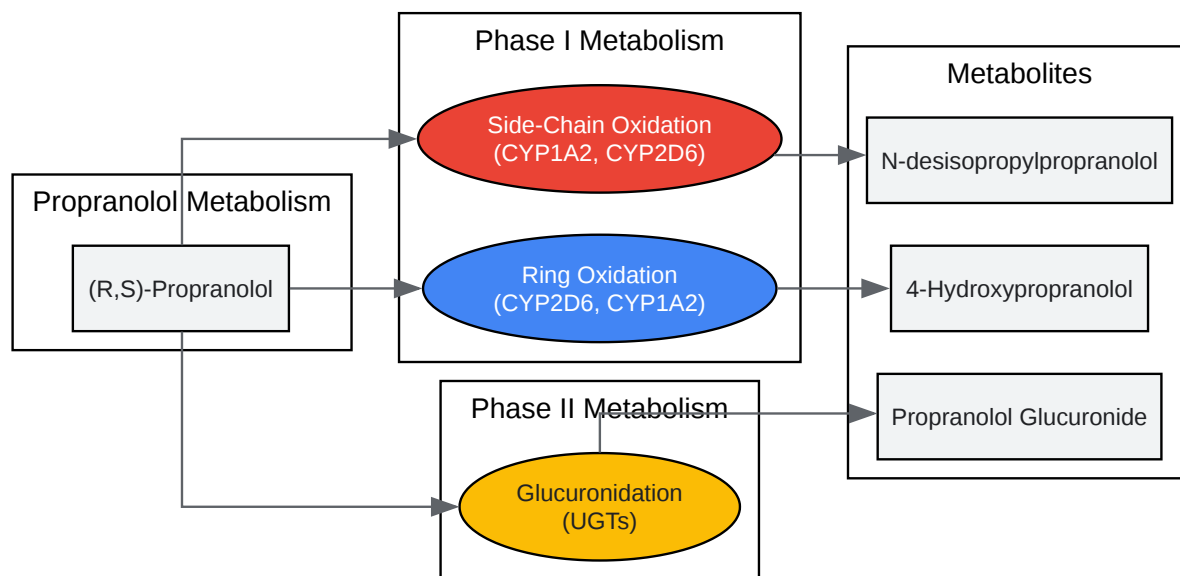 Phase I Metabolism
Side-Chain Oxidation
(CYP1A2, CYP2D6)
Ring Oxidation
(CYP2D6, CYP1A2)
Propranolol Metabolism
(R,S)-Propranolol
Phase II Metabolism
Glucuronidation
(UGTs)
Metabolites
N-desisopropylpropranolol
4-Hydroxypropranolol
Propranolol Glucuronide